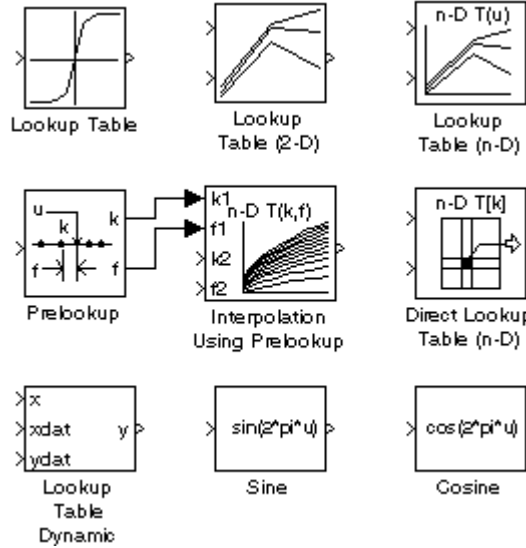 n-D T(u)
Lookup Table
Lookup
Table (2-D)
Lookup
Table (n-D)
u
k
k
f
f
Prelookup
k1
f1
n-D T(k,f)
k2
f2
Interpolation
Using Prelookup
n-D T[k]
Direct Lookup
Table (n-D)
x
xdat
y
ydat
Lookup
Table
Dynamic
sin(2*pi*u)
Sine
cos(2*pi*u)
Cosine